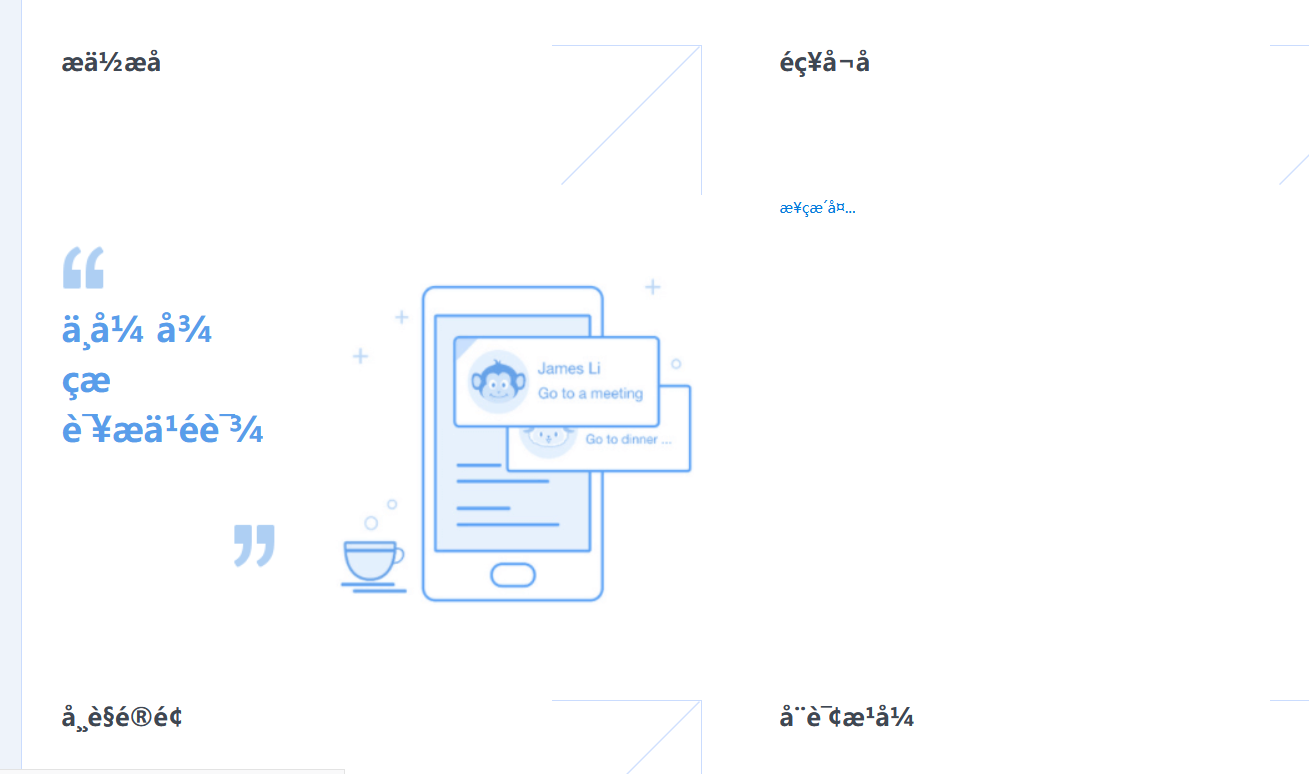 æä½æå
éç¥å¬å
æ¥çæ´å¤...
“
ä¸å¼ å¾
çæ
è¯¥æä¹éè¯¾
”
James Li
Go to a meeting
Go to dinner ...
å¸¸è§é®é¢
å¨è¯¢æ¹å¼